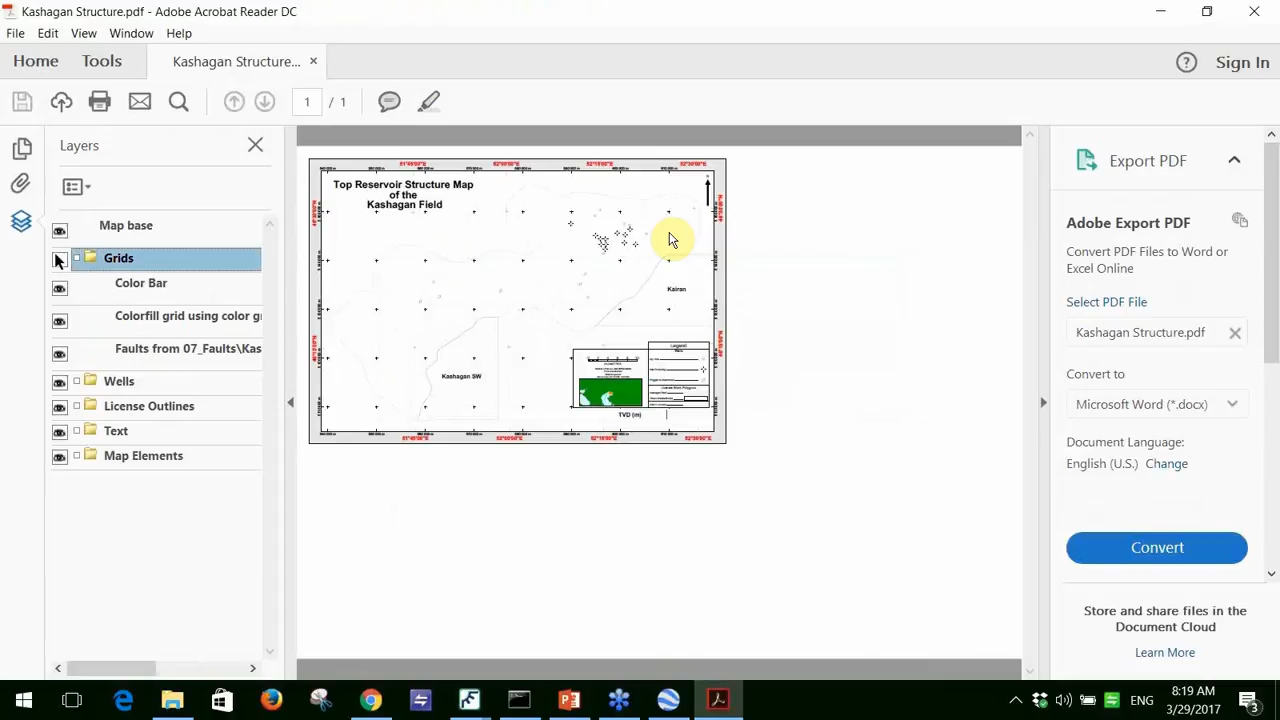 Kashagan Structure.pdf - Adobe Acrobat Reader DC
File Edit View Window Help
Home Tools Kashagan Structure... × Sign In
1 / 1
Layers
Map base
Grids
Color Bar
Colorfill grid using color g
Faults from 07_Faults\Kas
Wells
License Outlines
Text
Map Elements
Top Reservoir Structure Map
of the
Kashagan Field
Kairan
Kashagan SW
Legend
TVD (m)
Export PDF
Adobe Export PDF
Convert PDF Files to Word or
Excel Online
Select PDF File
Kashagan Structure.pdf
Convert to
Microsoft Word (*.docx)
Document Language:
English (U.S.) Change
Convert
Store and share files in the
Document Cloud
Learn More
ENG
8:19 AM
3/29/2017
3